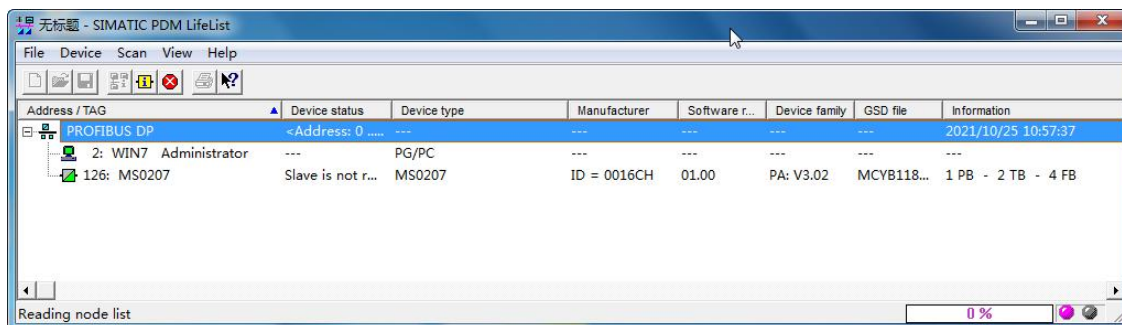 无标题 - SIMATIC PDM LifeList
File Device Scan View Help
Address / TAG Device status Device type Manufacturer Software r... Device family GSD file Information
PROFIBUS DP <Address: 0 ..... --- --- --- --- --- 2021/10/25 10:57:37
2: WIN7 Administrator --- PG/PC --- --- --- --- ---
126: MS0207 Slave is not r... MS0207 ID = 0016CH 01.00 PA: V3.02 MCYB118... 1 PB - 2 TB - 4 FB
Reading node list 0 %